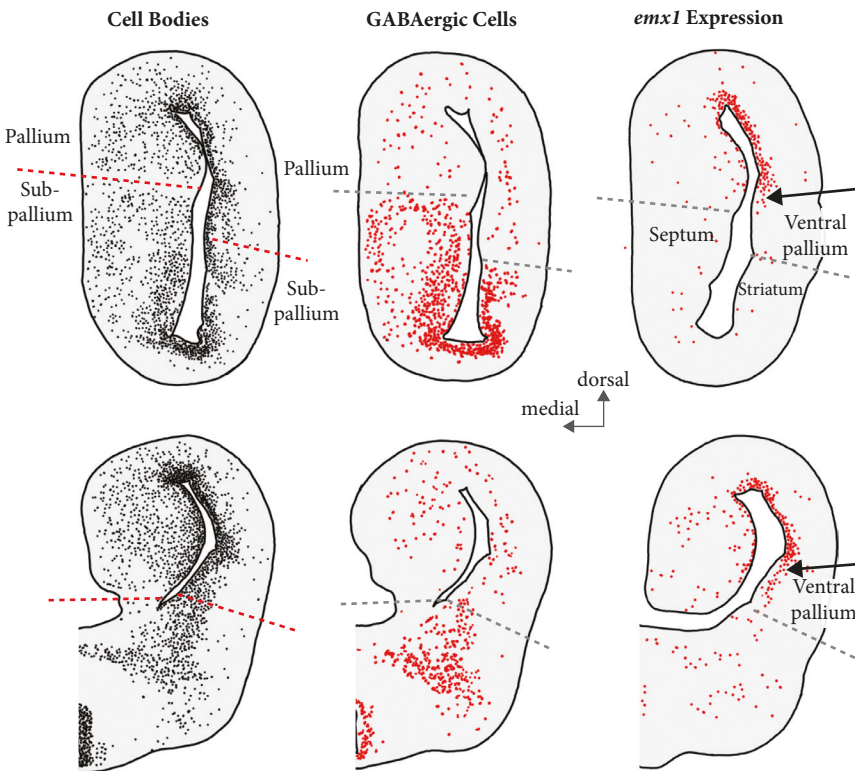 Cell Bodies
GABAergic Cells
emx1 Expression
Pallium
Sub-
pallium
Sub-
pallium
Pallium
Septum
Ventral
pallium
Striatum
dorsal
medial
Ventral
pallium